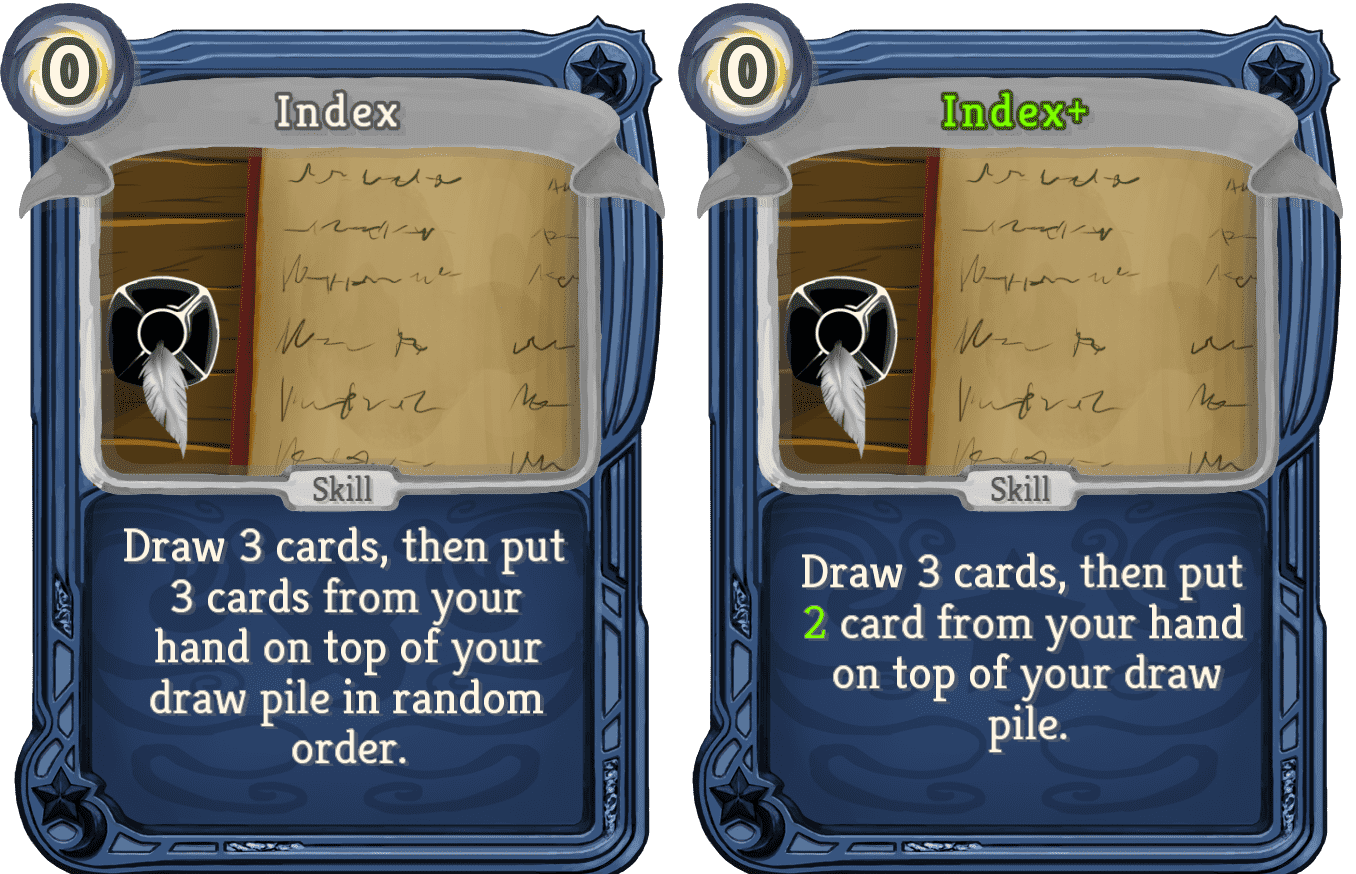 0
Index
Skill
Draw 3 cards, then put
3 cards from your
hand on top of your
draw pile in random
order.
0
Index+
Skill
Draw 3 cards, then put
2 card from your hand
on top of your draw
pile.